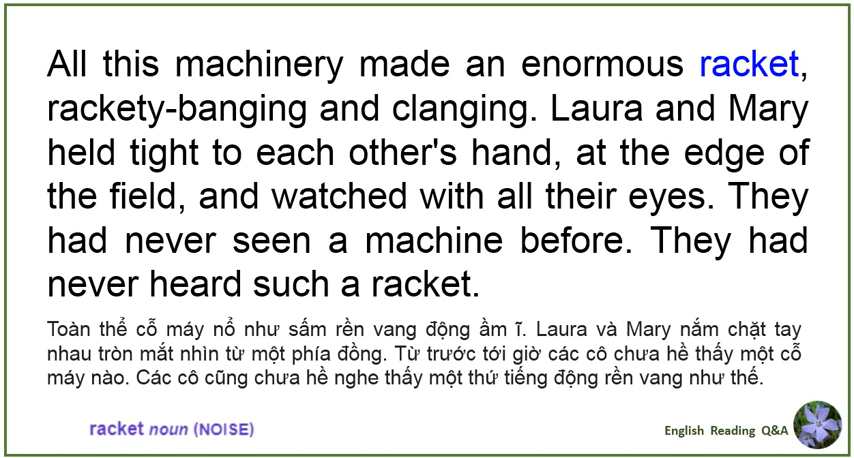 All this machinery made an enormous racket,
rackety-banging and clanging. Laura and Mary
held tight to each other's hand, at the edge of
the field, and watched with all their eyes. They
had never seen a machine before. They had
never heard such a racket.
Toàn thể cỗ máy nổ như sấm rền vang động ầm ĩ. Laura và Mary nắm chặt tay
nhau tròn mắt nhìn từ một phía đồng. Từ trước tới giờ các cô chưa hề thấy một cỗ
máy nào. Các cô cũng chưa hề nghe thấy một thứ tiếng động rền vang như thế.
racket noun (NOISE)
English Reading Q&A